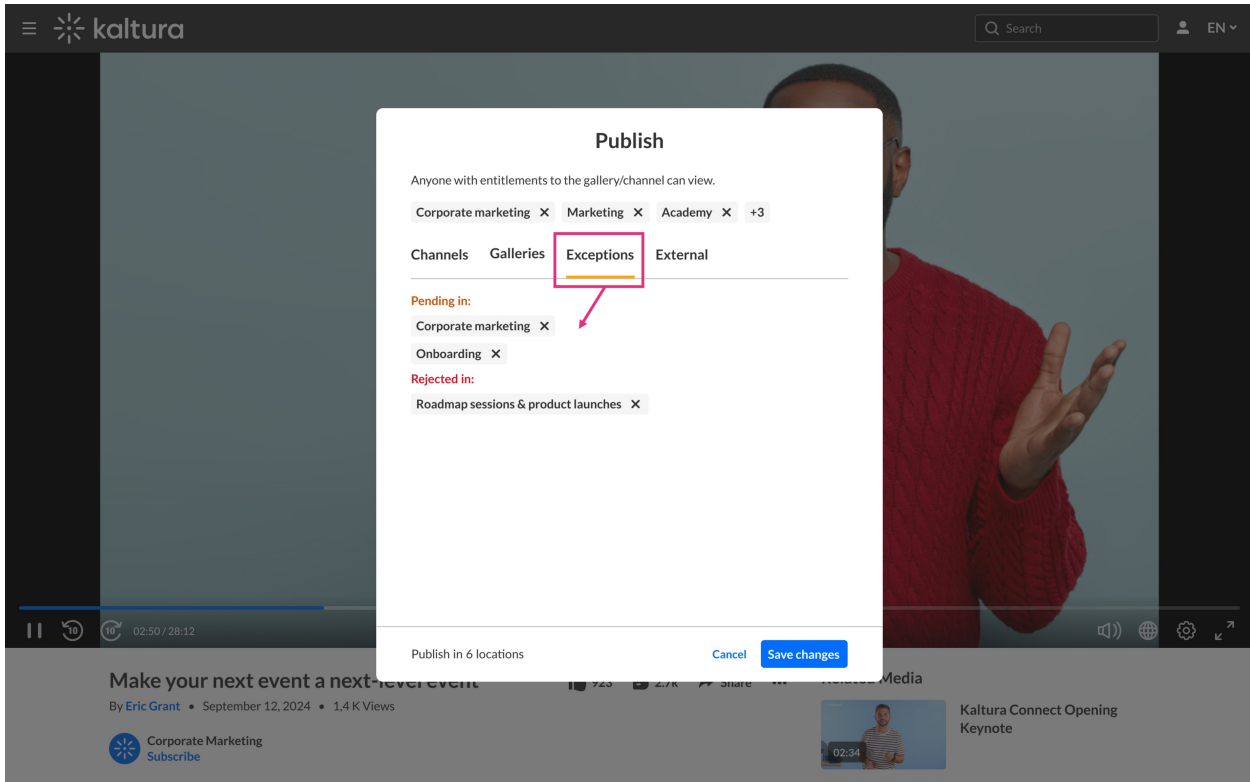 kaltura
Search
EN
Publish
Anyone with entitlements to the gallery/channel can view.
Corporate marketing ✕ Marketing ✕ Academy ✕ +3
Channels Galleries Exceptions External
Pending in:
Corporate marketing ✕
Onboarding ✕
Rejected in:
Roadmap sessions & product launches ✕
10 10 02:50 / 28:12
Publish in 6 locations Cancel Save changes
Make your next event a next-level event 923 2.7K Share Related Media
By Eric Grant • September 12, 2024 • 1,4 K Views
Corporate Marketing
Subscribe
02:34
Kaltura Connect Opening
Keynote